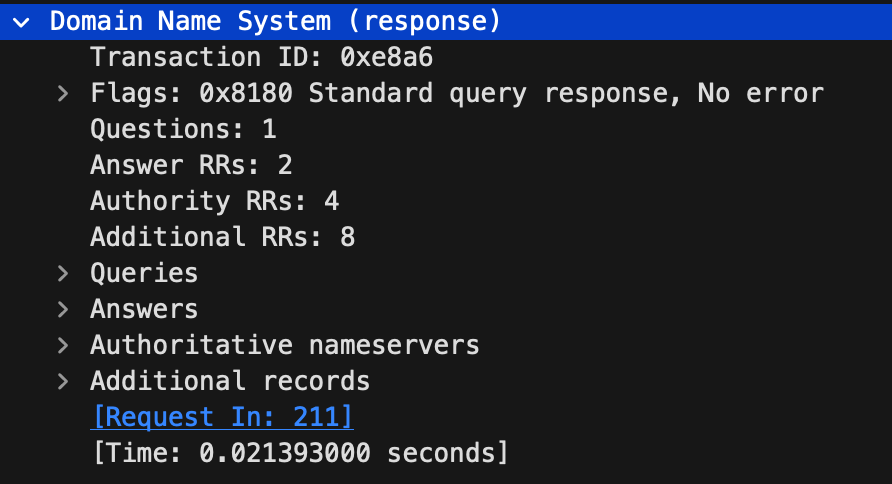 Domain Name System (response)
Transaction ID: 0xe8a6
Flags: 0x8180 Standard query response, No error
Questions: 1
Answer RRs: 2
Authority RRs: 4
Additional RRs: 8
Queries
Answers
Authoritative nameservers
Additional records
[Request In: 211]
[Time: 0.021393000 seconds]